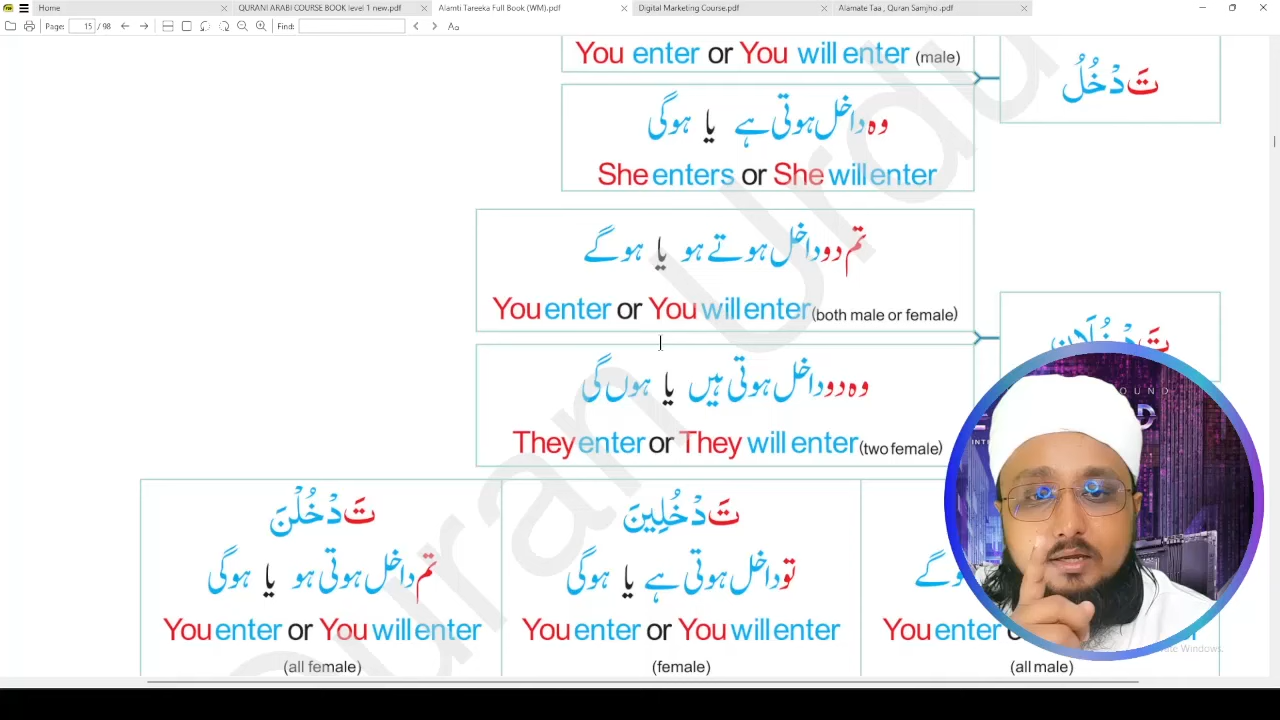 Home
QURANI ARABI COURSE BOOK level 1 new.pdf
Alamti Tareeka Full Book (WM).pdf
Digital Marketing Course.pdf
Alamate Taa , Quran Samjho .pdf
Page: 15 / 98
Find:
You enter or You will enter (male)
تَدْخُلُ
وہ داخل ہوتی ہے یا ہوگی
She enters or She will enter
تم دو داخل ہوتے ہو یا ہوگے
You enter or You will enter (both male or female)
تَدْخُلَانِ
وہ دو داخل ہوتی ہیں یا ہوں گی
They enter or They will enter (two female)
تَدْخُلِينَ
تو داخل ہوتی ہے یا ہوگی
You enter or You will enter
(female)
تَدْخُلْنَ
تم داخل ہوتی ہو یا ہوگی
You enter or You will enter
(all female)
You enter
(all male)
Quran Urdu